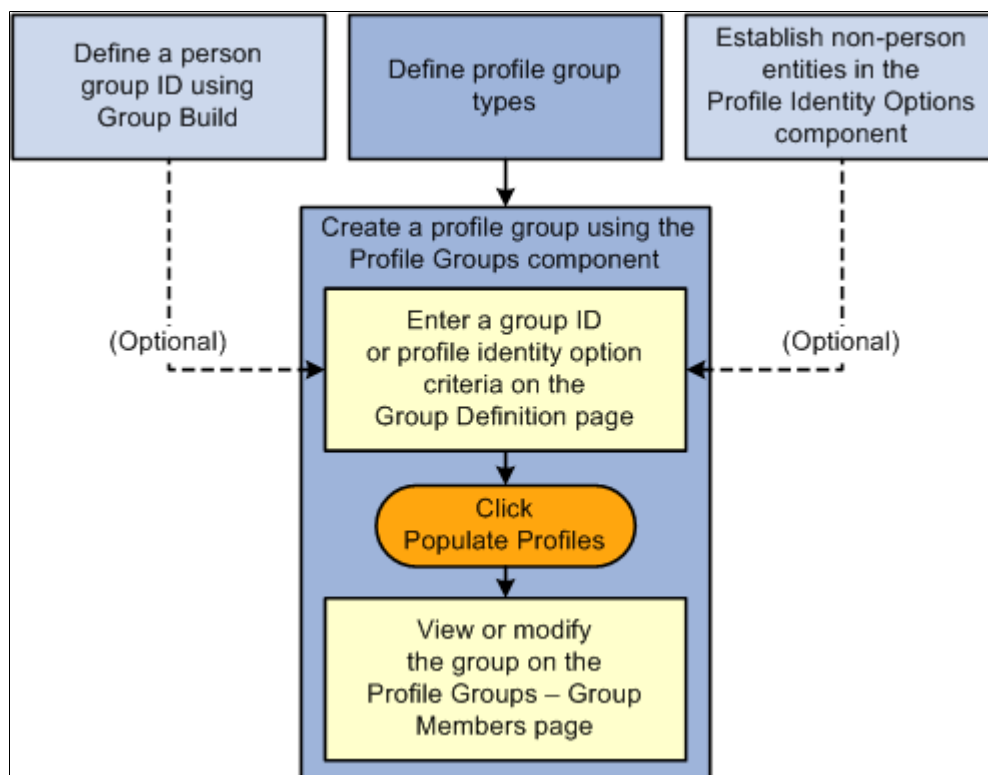 Define a person
group ID using
Group Build
Define profile group
types
Establish non-person
entities in the
Profile Identity Options
component
Create a profile group using the
Profile Groups component
(Optional)
Enter a group ID
or profile identity option
criteria on the
Group Definition page
(Optional)
Click
Populate Profiles
View or modify
the group on the
Profile Groups – Group
Members page